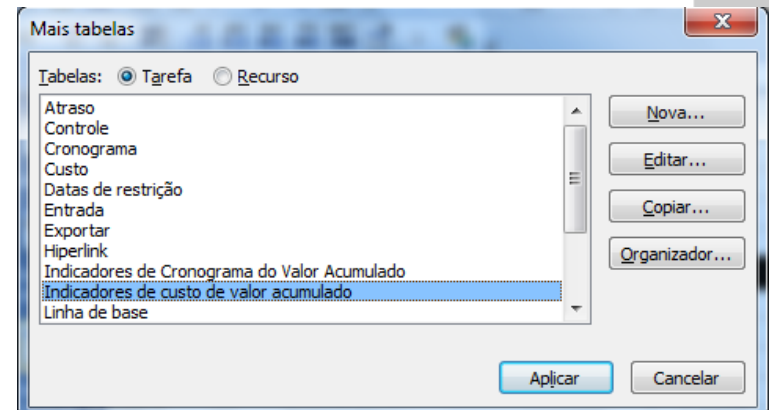 Mais tabelas
Tabelas: Tarefa Recurso
Atraso
Controle
Cronograma
Custo
Datas de restrição
Entrada
Exportar
Hiperlink
Indicadores de Cronograma do Valor Acumulado
Indicadores de custo de valor acumulado
Linha de base
Nova...
Editar...
Copiar...
Organizador...
Aplicar Cancelar